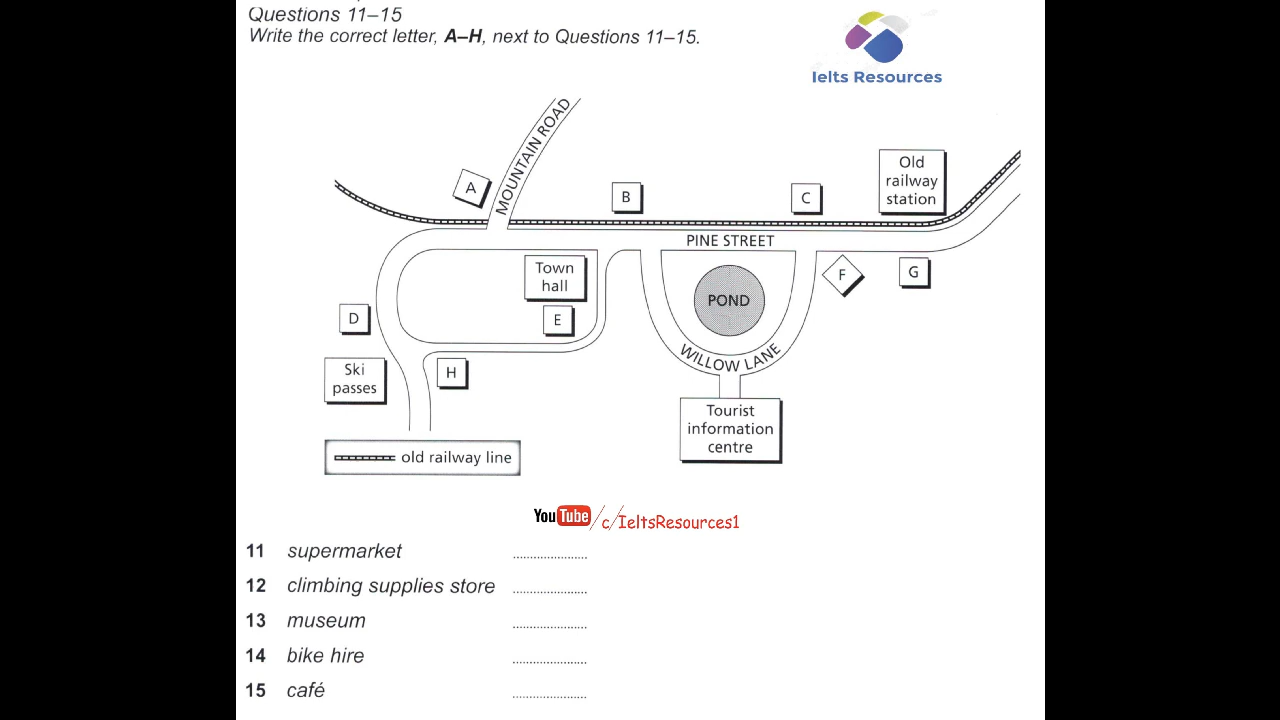 Questions 11–15
Write the correct letter, A–H, next to Questions 11–15.
Ielts Resources
MOUNTAIN ROAD
A
B
C
Old
railway
station
PINE STREET
Town
hall
E
POND
F
G
D
WILLOW LANE
Ski
passes
H
Tourist
information
centre
old railway line
YouTube/c/IeltsResources1
11 supermarket ......................
12 climbing supplies store ......................
13 museum ......................
14 bike hire ......................
15 café ......................